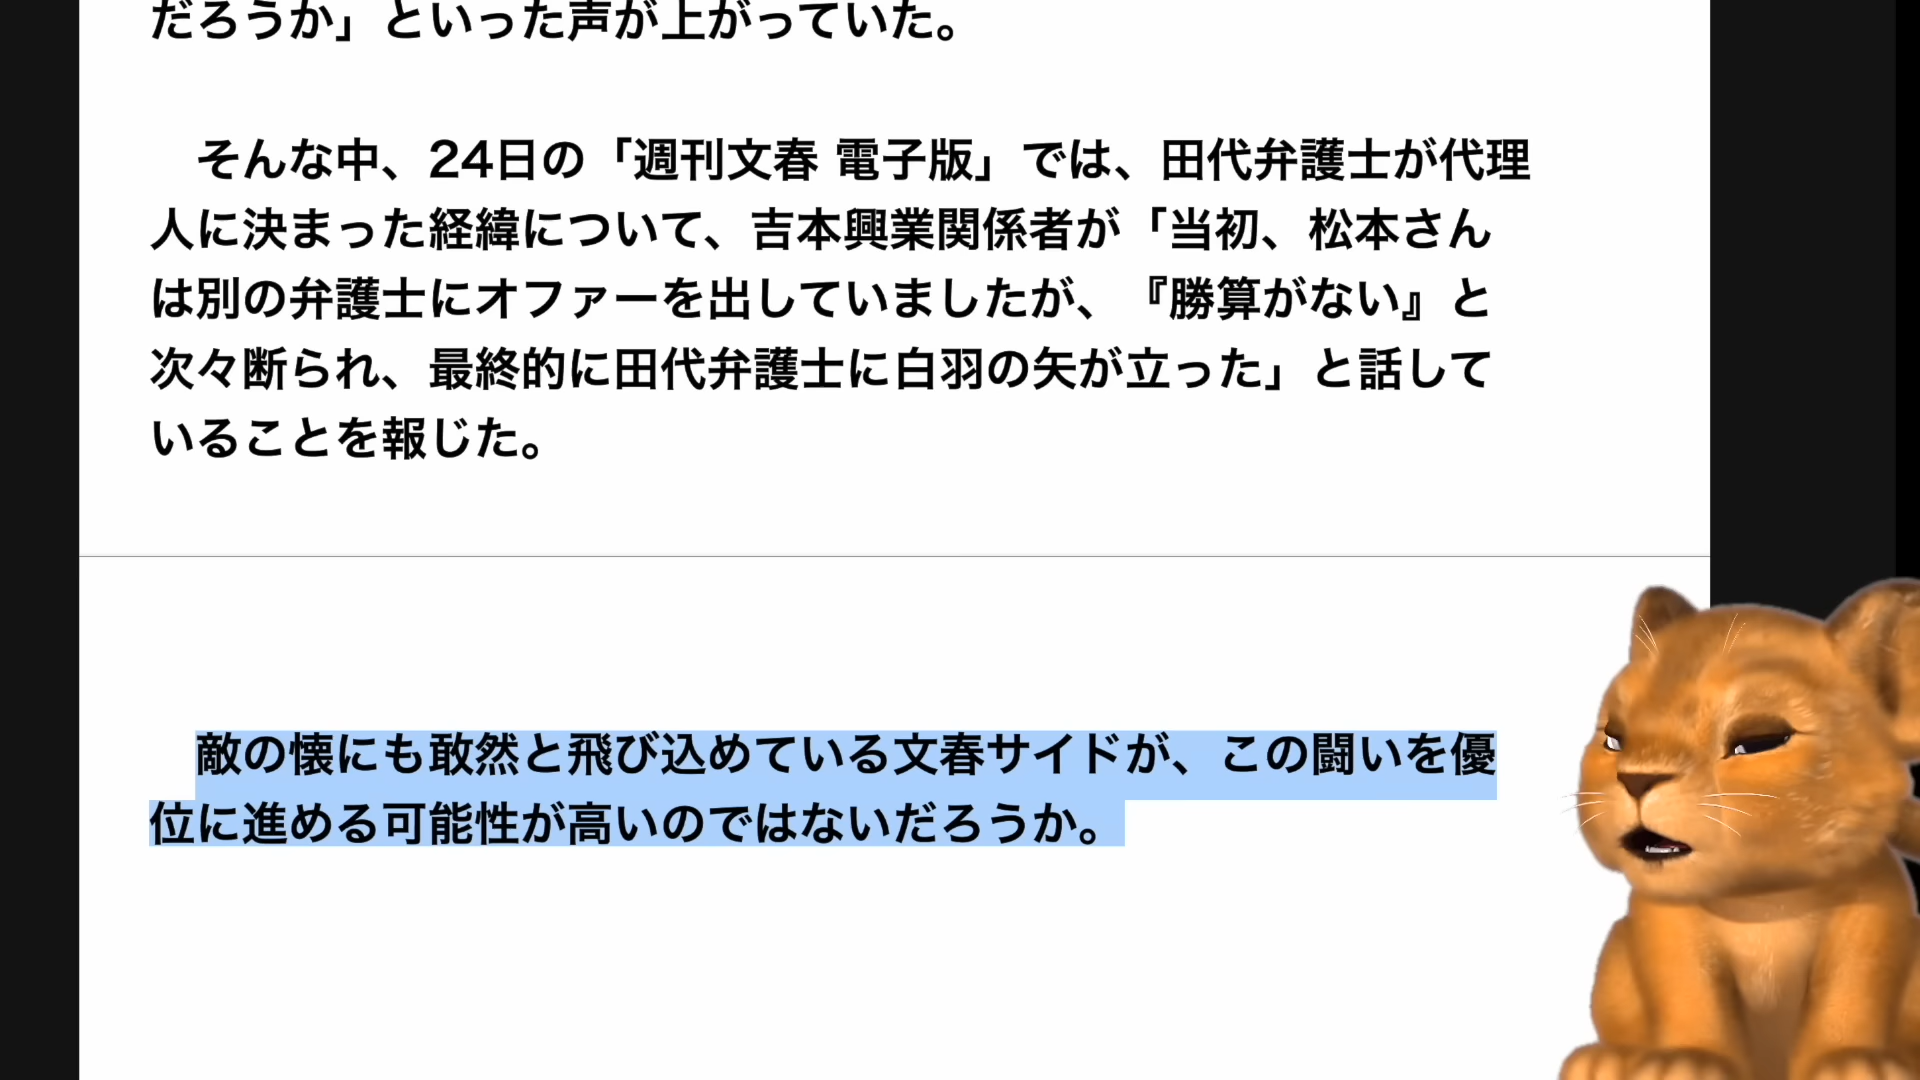 だろうか」といった声が上がっていた。
そんな中、24日の「週刊文春 電子版」では、田代弁護士が代理
人に決まった経緯について、吉本興業関係者が「当初、松本さん
は別の弁護士にオファーを出していましたが、『勝算がない』と
次々断られ、最終的に田代弁護士に白羽の矢が立った」と話して
いることを報じた。
敵の懐にも敢然と飛び込めている文春サイドが、この闘いを優
位に進める可能性が高いのではないだろうか。